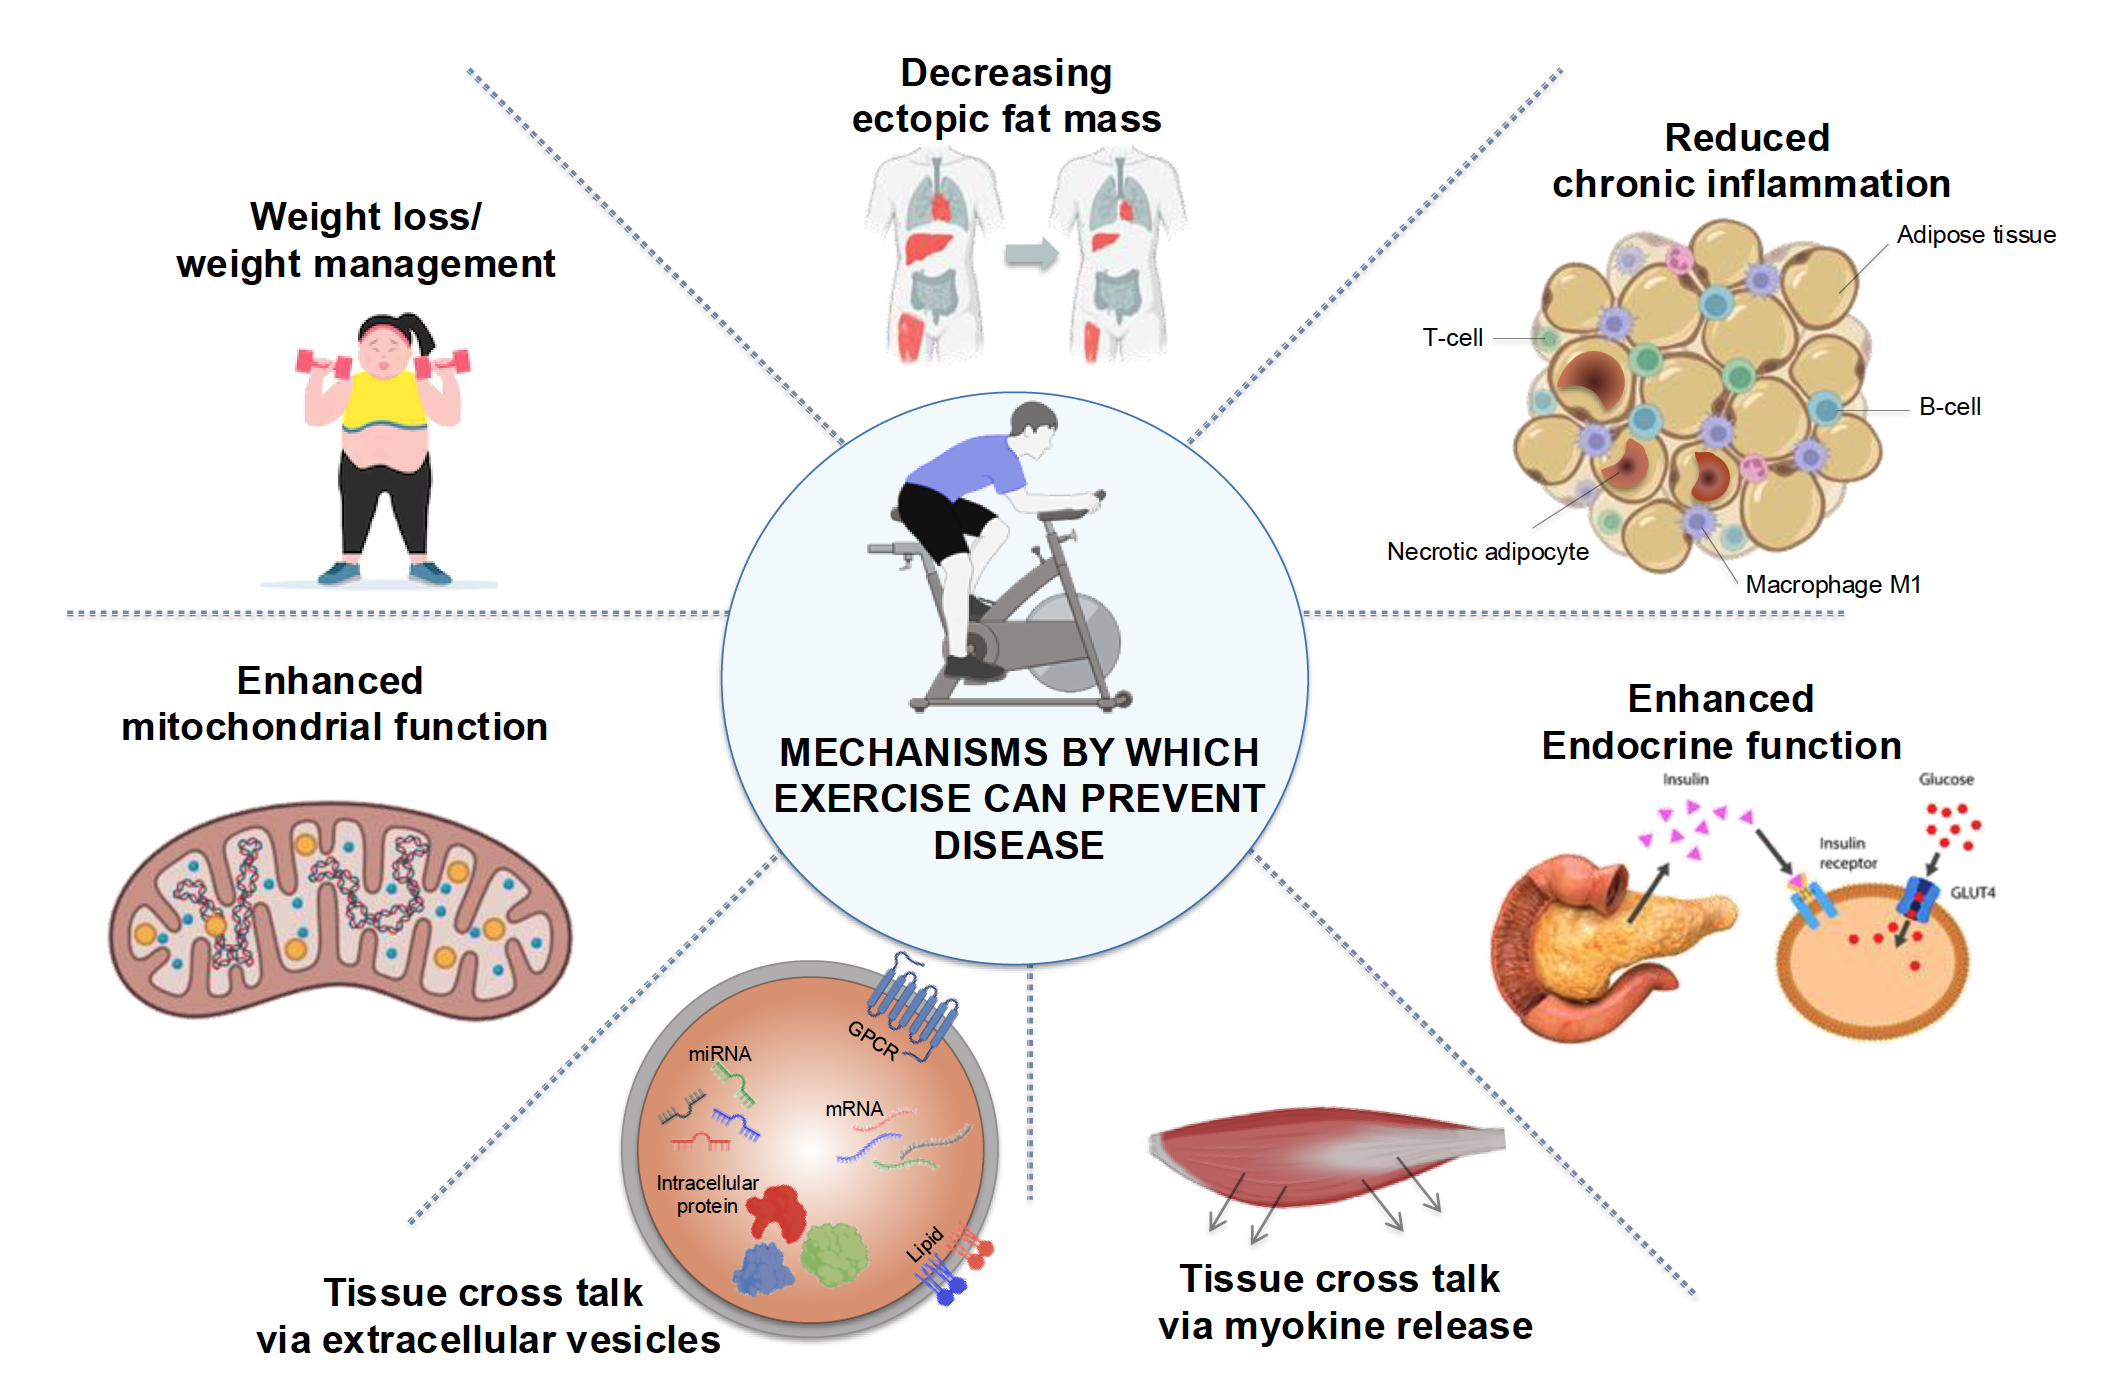 Decreasing
ectopic fat mass
Reduced
chronic inflammation
Adipose tissue
T-cell
B-cell
Necrotic adipocyte
Macrophage M1
Weight loss/
weight management
Enhanced
mitochondrial function
MECHANISMS BY WHICH
EXERCISE CAN PREVENT
DISEASE
Enhanced
Endocrine function
Insulin
Glucose
Insulin
receptor
GLUT4
GPCR
miRNA
mRNA
Intracellular
protein
Lipid
Tissue cross talk
via extracellular vesicles
Tissue cross talk
via myokine release